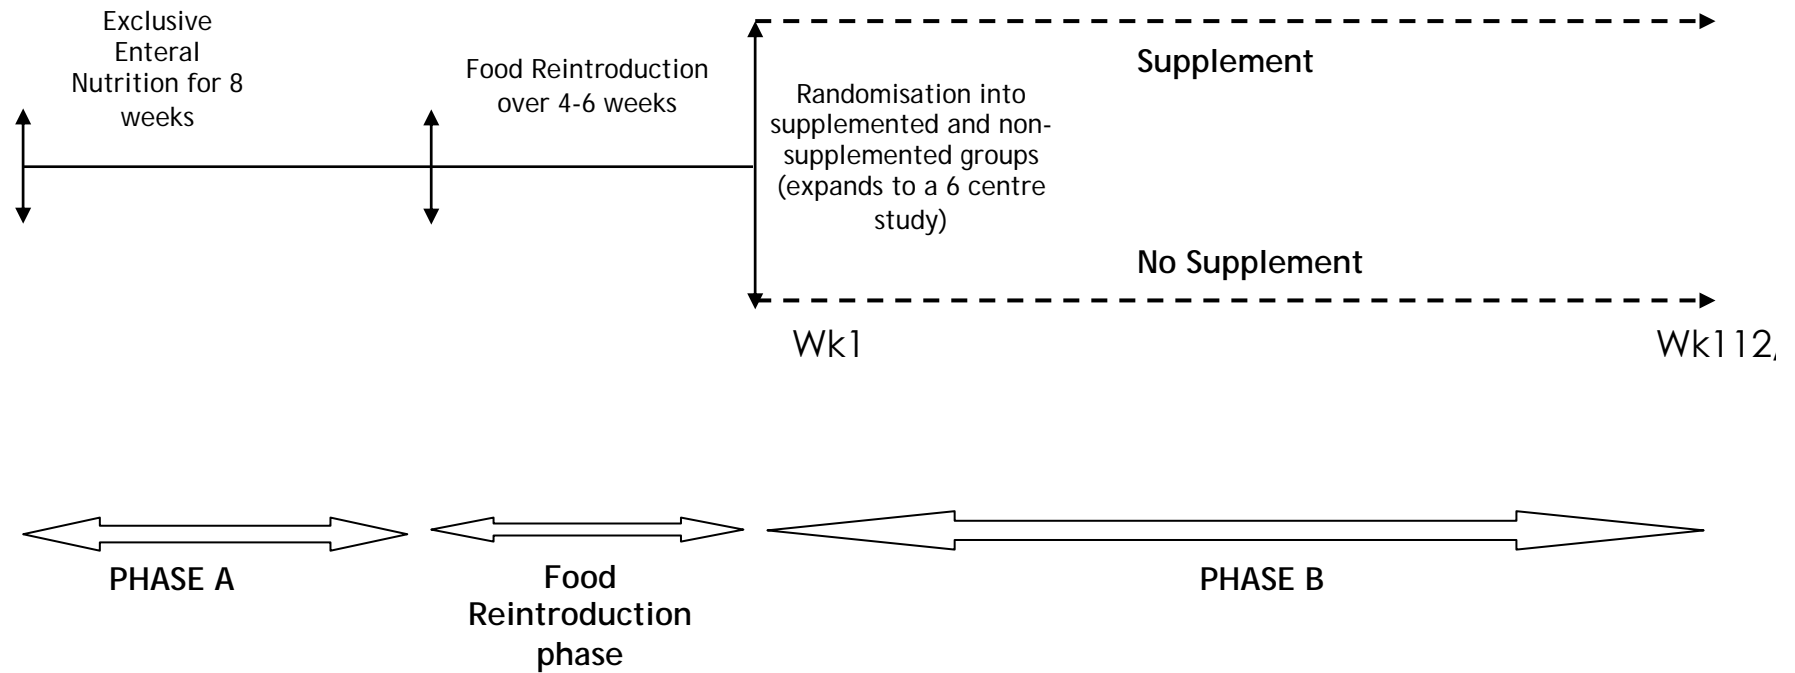 Exclusive
Enteral
Nutrition for 8
weeks
Food Reintroduction
over 4-6 weeks
Randomisation into
supplemented and non-
supplemented groups
(expands to a 6 centre
study)
Supplement
No Supplement
Wk1
Wk112,
PHASE A
Food
Reintroduction
phase
PHASE B